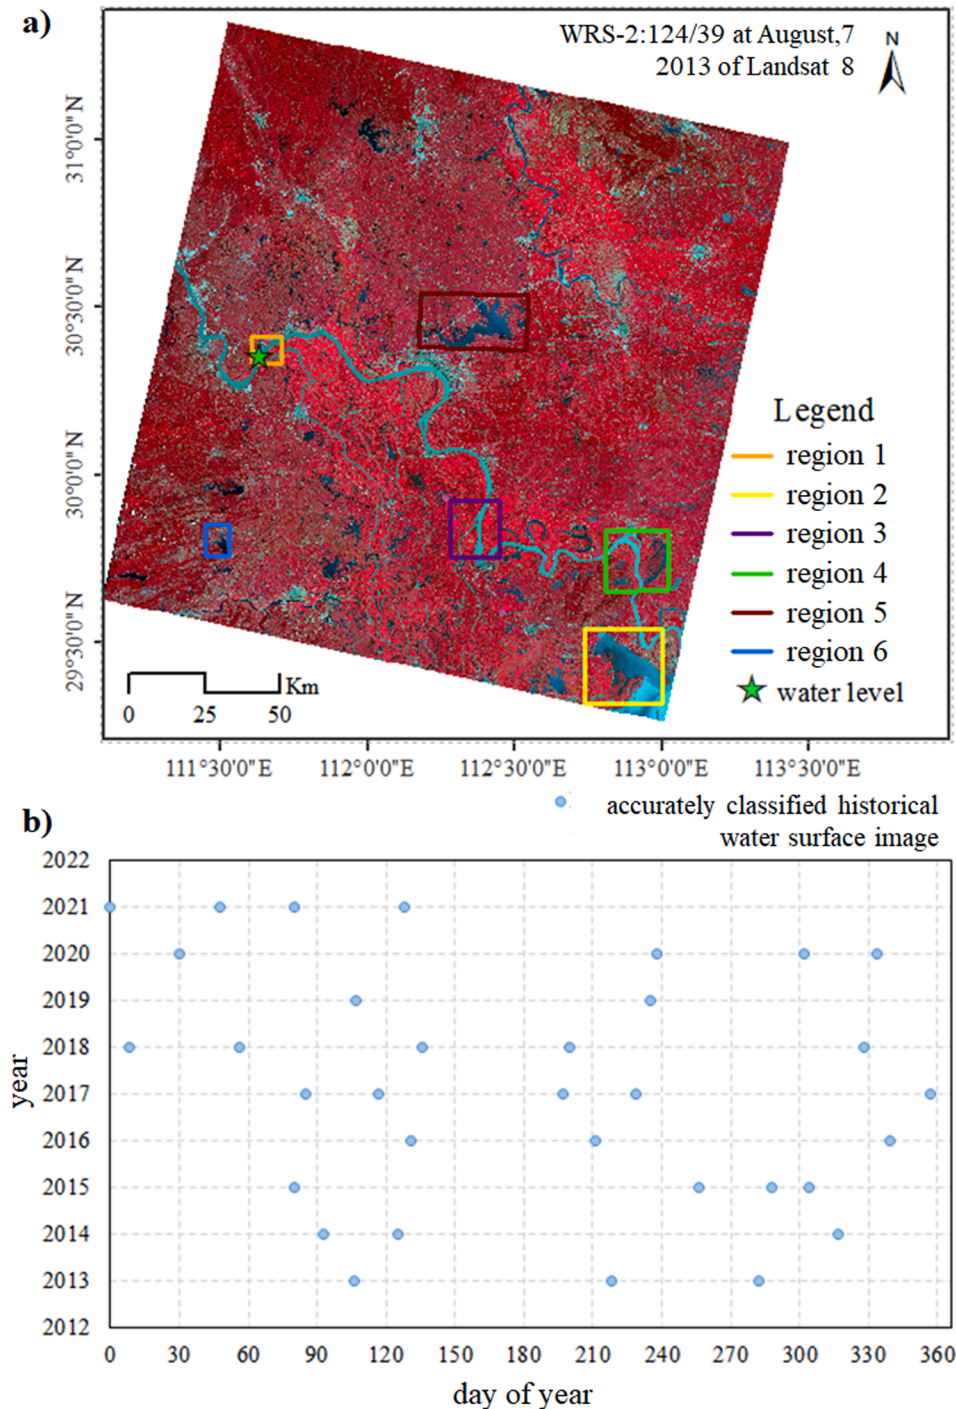 a)
WRS-2:124/39 at August,7
2013 of Landsat 8
N
31°0'0"N
30°30'0"N
30°0'0"N
29°30'0"N
Legend
region 1
region 2
region 3
region 4
region 5
region 6
water level
Km
0 25 50
111°30'0"E 112°0'0"E 112°30'0"E 113°0'0"E 113°30'0"E
b)
accurately classified historical
water surface image
2022
2021
2020
2019
2018
2017
2016
2015
2014
2013
2012
year
0 30 60 90 120 150 180 210 240 270 300 330 360
day of year